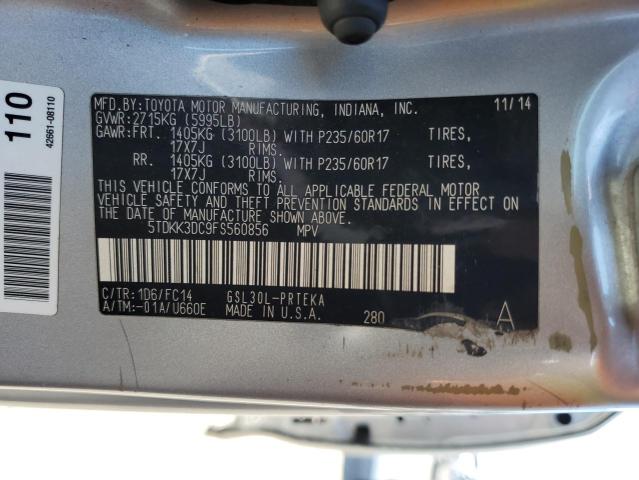 110
42661-08110
MFD.BY:TOYOTA MOTOR MANUFACTURING, INDIANA, INC. 11/14
GVWR:2715KG (5995LB)
GAWR:FRT. 1405KG (3100LB) WITH P235/60R17 TIRES,
17X7J RIMS.
RR. 1405KG (3100LB) WITH P235/60R17 TIRES,
17X7J RIMS.
THIS VEHICLE CONFORMS TO ALL APPLICABLE FEDERAL MOTOR
VEHICLE SAFETY AND THEFT PREVENTION STANDARDS IN EFFECT ON
THE DATE OF MANUFACTURE SHOWN ABOVE.
5TDKK3DC9FS560856 MPV
C/TR:1D6/FC14 GSL30L-PRTEKA
A/TM:-01A/U660E MADE IN U.S.A. 280 A